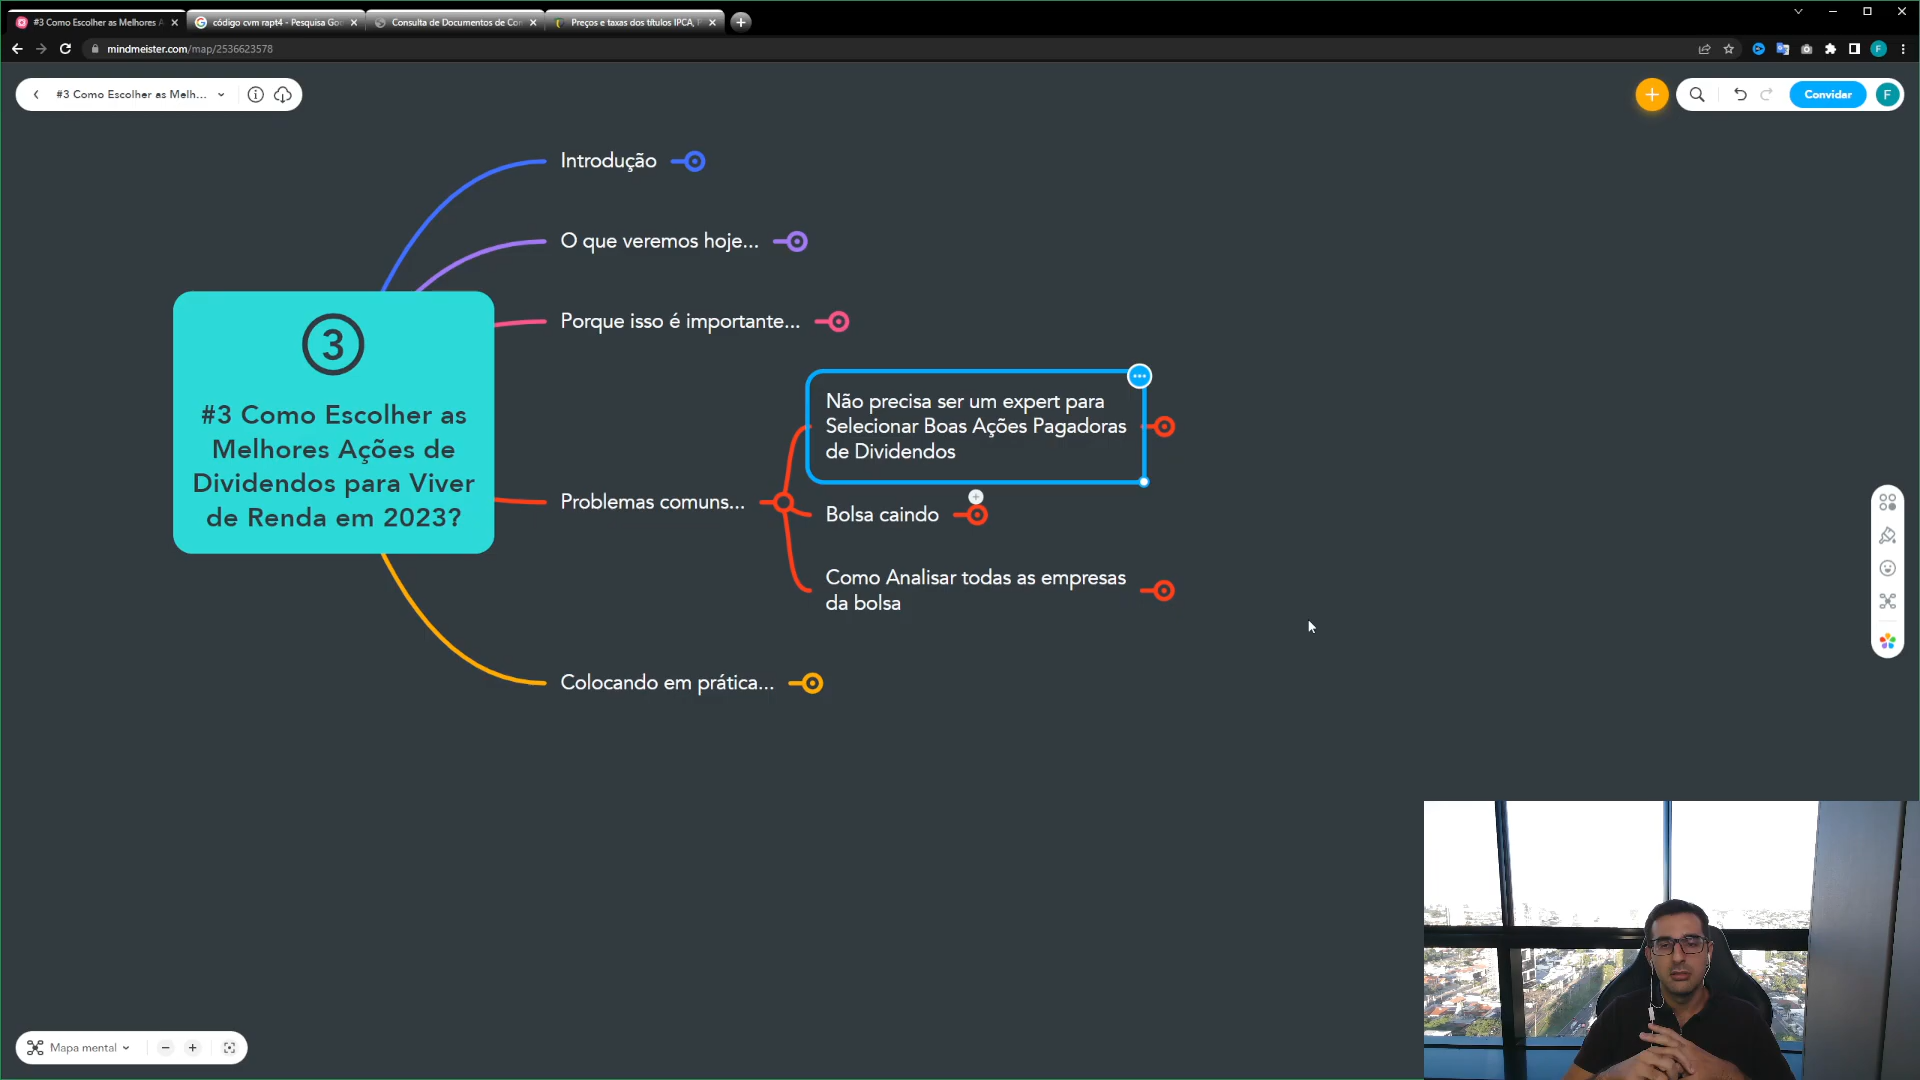 #3 Como Escolher as Melhores A
código cvm rapt4 - Pesquisa Goo
Consulta de Documentos de Con
Preços e taxas dos títulos IPCA, I
mindmeister.com/map/2536623578
F
#3 Como Escolher as Melh...
Convidar
F
Introdução
O que veremos hoje...
Porque isso é importante...
3
#3 Como Escolher as
Melhores Ações de
Dividendos para Viver
de Renda em 2023?
Não precisa ser um expert para
Selecionar Boas Ações Pagadoras
de Dividendos
Problemas comuns...
Bolsa caindo
Como Analisar todas as empresas
da bolsa
Colocando em prática...
Mapa mental